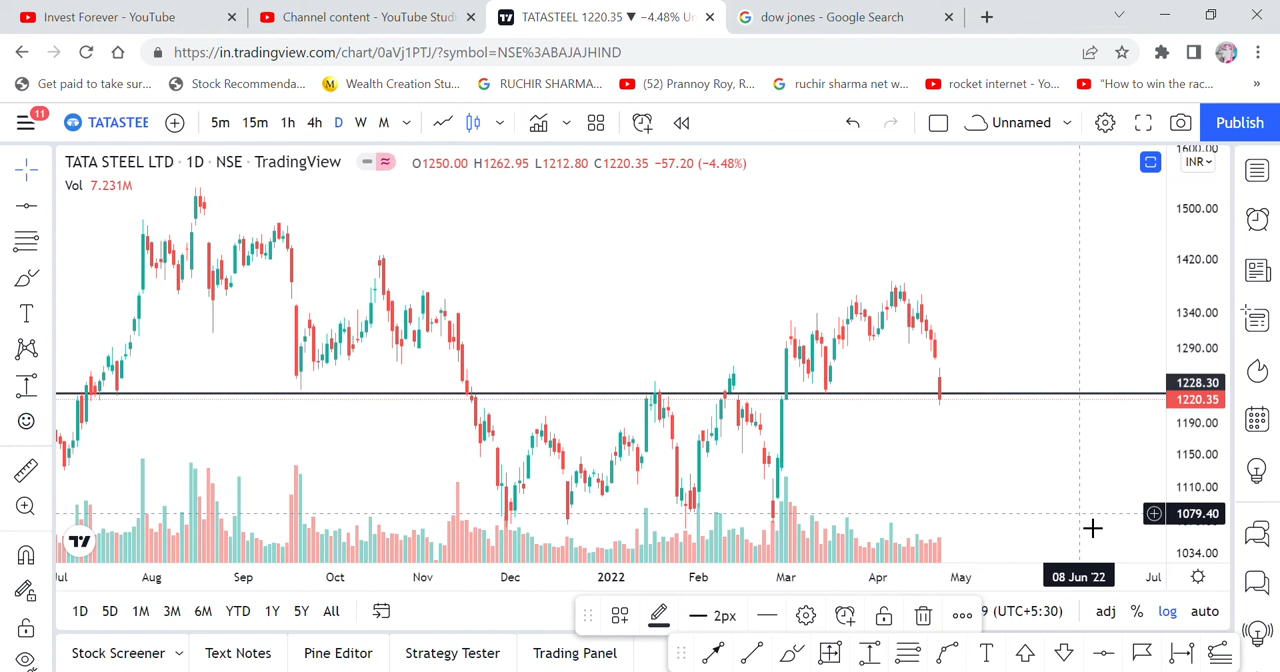 Invest Forever - YouTube
Channel content - YouTube Studi
TATASTEEL 1220.35 ▼ −4.48% Un
dow jones - Google Search
https://in.tradingview.com/chart/0aVj1PTJ/?symbol=NSE%3ABAJAJHIND
Get paid to take sur...
Stock Recommenda...
Wealth Creation Stu...
RUCHIR SHARMA...
(52) Prannoy Roy, R...
ruchir sharma net w...
rocket internet - Yo...
"How to win the rac...
»
11
TATASTEE
5m 15m 1h 4h D W M
Unnamed
Publish
TATA STEEL LTD · 1D · NSE · TradingView
O1250.00 H1262.95 L1212.80 C1220.35 −57.20 (−4.48%)
Vol 7.231M
INR
1600.00
1500.00
1420.00
1340.00
1290.00
1228.30
1220.35
1190.00
1150.00
1110.00
1079.40
1034.00
Jul Aug Sep Oct Nov Dec 2022 Feb Mar Apr May 08 Jun '22 Jul
1D 5D 1M 3M 6M YTD 1Y 5Y All
2px
9 (UTC+5:30)
adj % log auto
Stock Screener Text Notes Pine Editor Strategy Tester Trading Panel